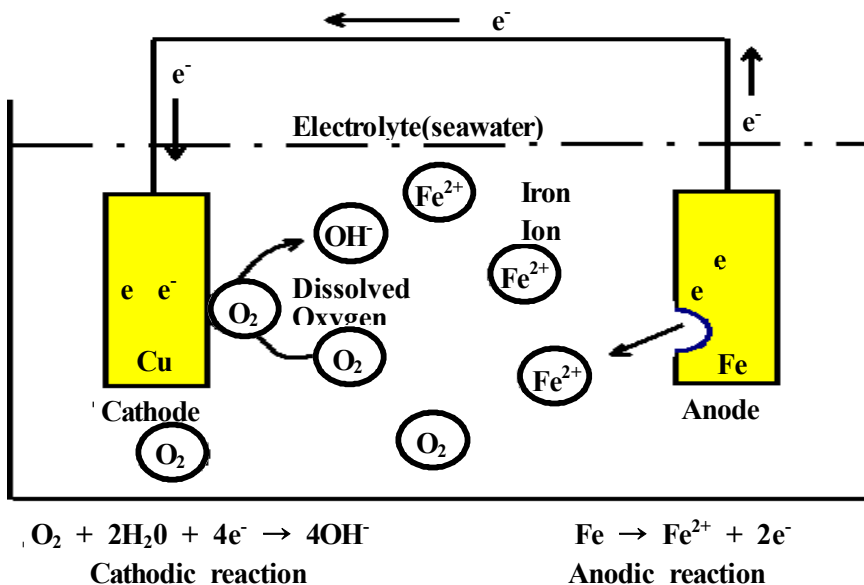 e⁻
e⁻
e⁻
Electrolyte(seawater)
Fe²⁺
Iron
Ion
OH⁻
Fe²⁺
e
e
e e⁻
Dissolved
Oxygen
O₂
O₂
Cu
Fe²⁺
Fe
Cathode
Anode
O₂
O₂
O₂ + 2H₂0 + 4e⁻ → 4OH⁻
Fe → Fe²⁺ + 2e⁻
Cathodic reaction
Anodic reaction